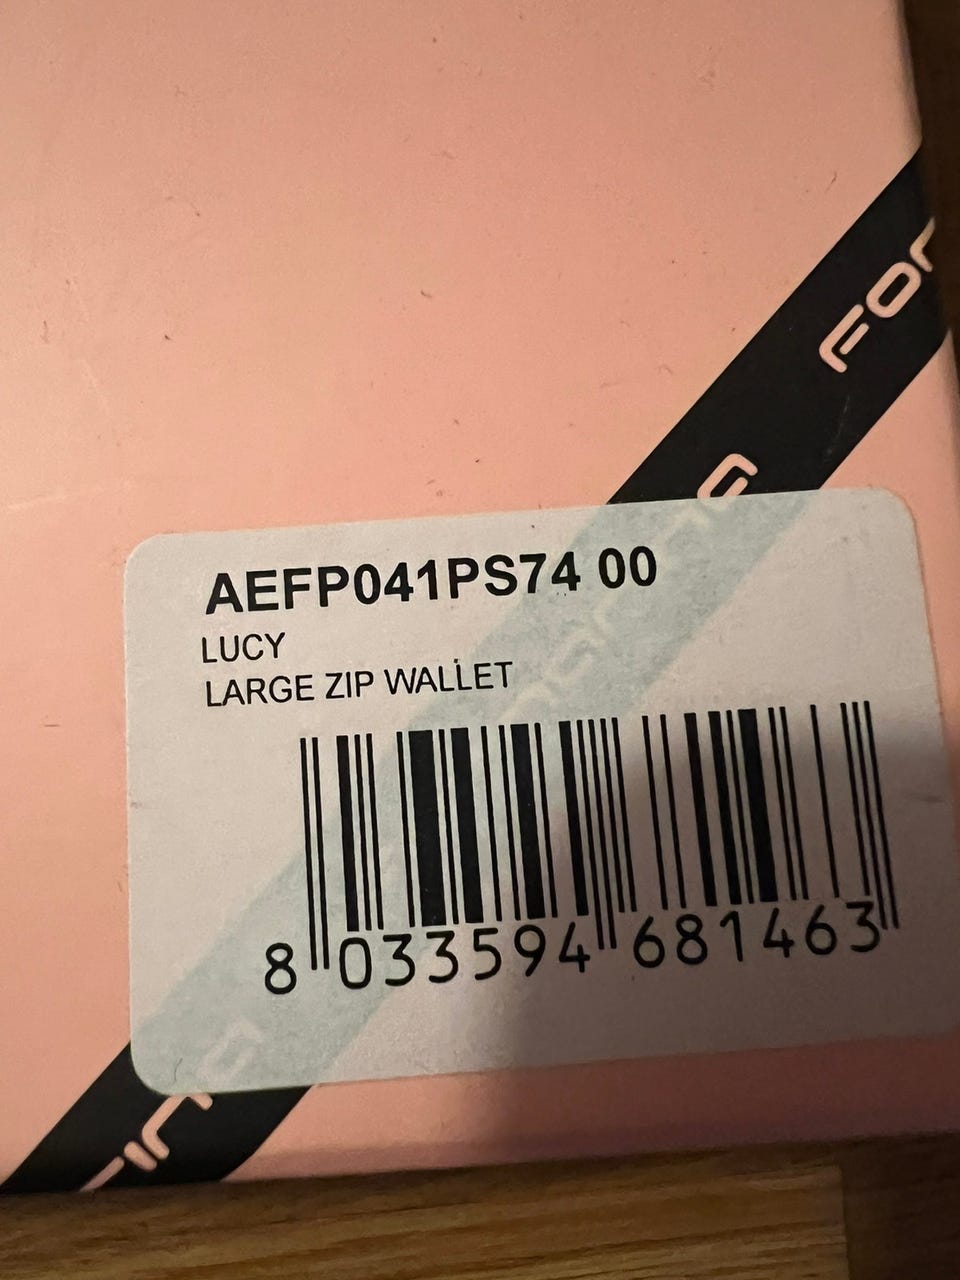 AEFP041PS74 00
LUCY
LARGE ZIP WALLET
8 033594 681463